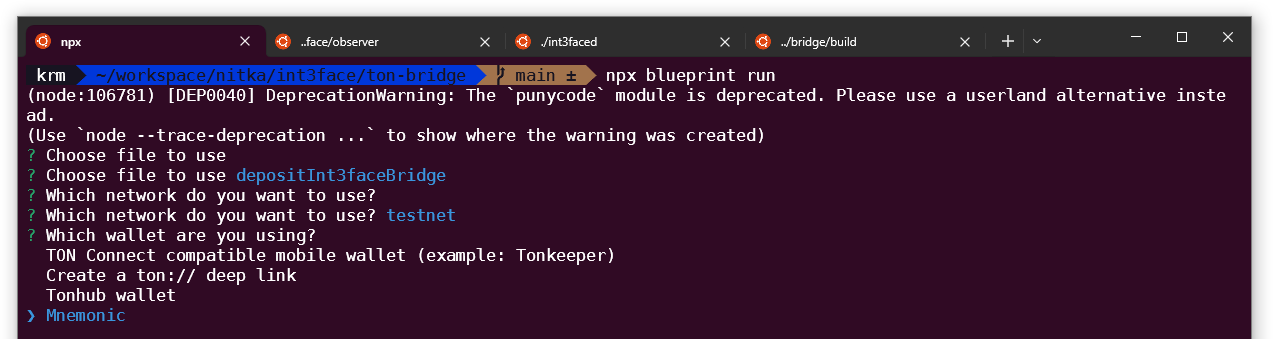 npx
..face/observer
./int3faced
../bridge/build
krm ~/workspace/nitka/int3face/ton-bridge main ± npx blueprint run
(node:106781) [DEP0040] DeprecationWarning: The `punycode` module is deprecated. Please use a userland alternative inste
ad.
(Use `node --trace-deprecation ...` to show where the warning was created)
? Choose file to use
? Choose file to use depositInt3faceBridge
? Which network do you want to use?
? Which network do you want to use? testnet
? Which wallet are you using?
TON Connect compatible mobile wallet (example: Tonkeeper)
Create a ton:// deep link
Tonhub wallet
❯ Mnemonic